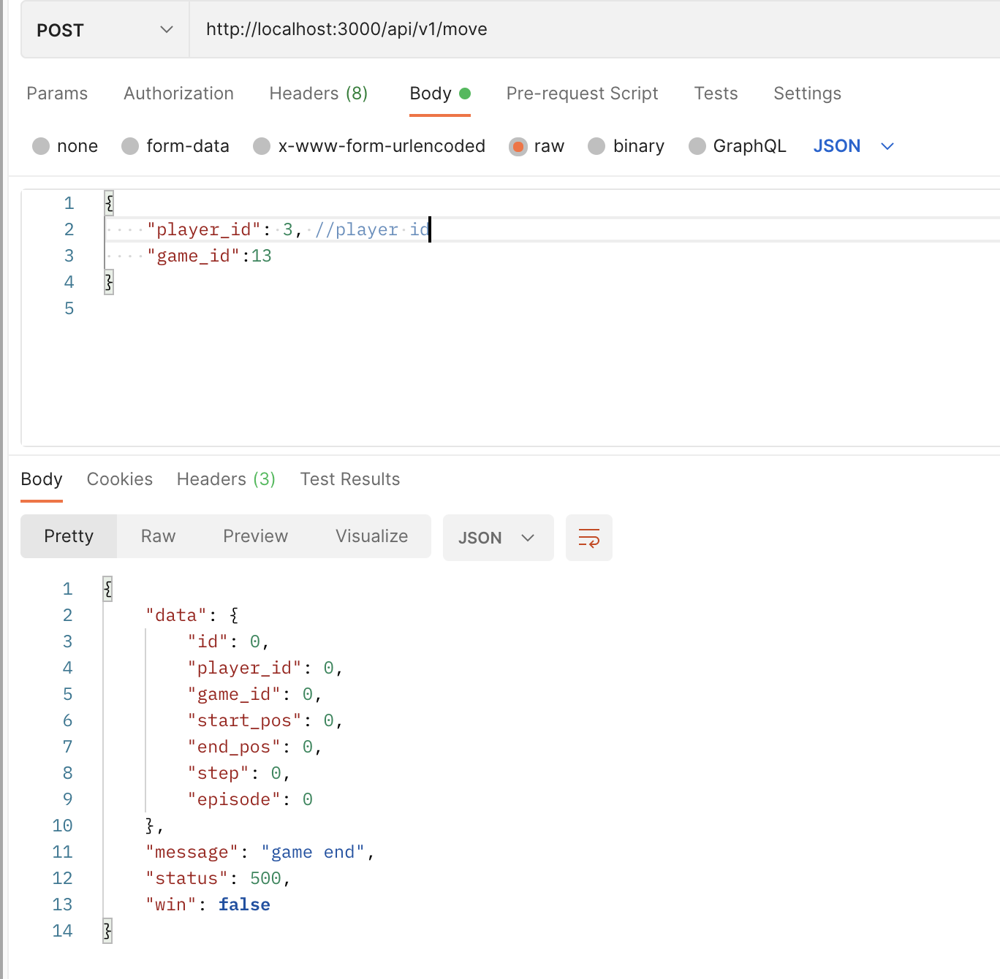 POST http://localhost:3000/api/v1/move
Params Authorization Headers (8) Body Pre-request Script Tests Settings
none form-data x-www-form-urlencoded raw binary GraphQL JSON
1 {
2 "player_id": 3, //player id
3 "game_id":13
4 }
5
Body Cookies Headers (3) Test Results
Pretty Raw Preview Visualize JSON
1 {
2 "data": {
3 "id": 0,
4 "player_id": 0,
5 "game_id": 0,
6 "start_pos": 0,
7 "end_pos": 0,
8 "step": 0,
9 "episode": 0
10 },
11 "message": "game end",
12 "status": 500,
13 "win": false
14 }